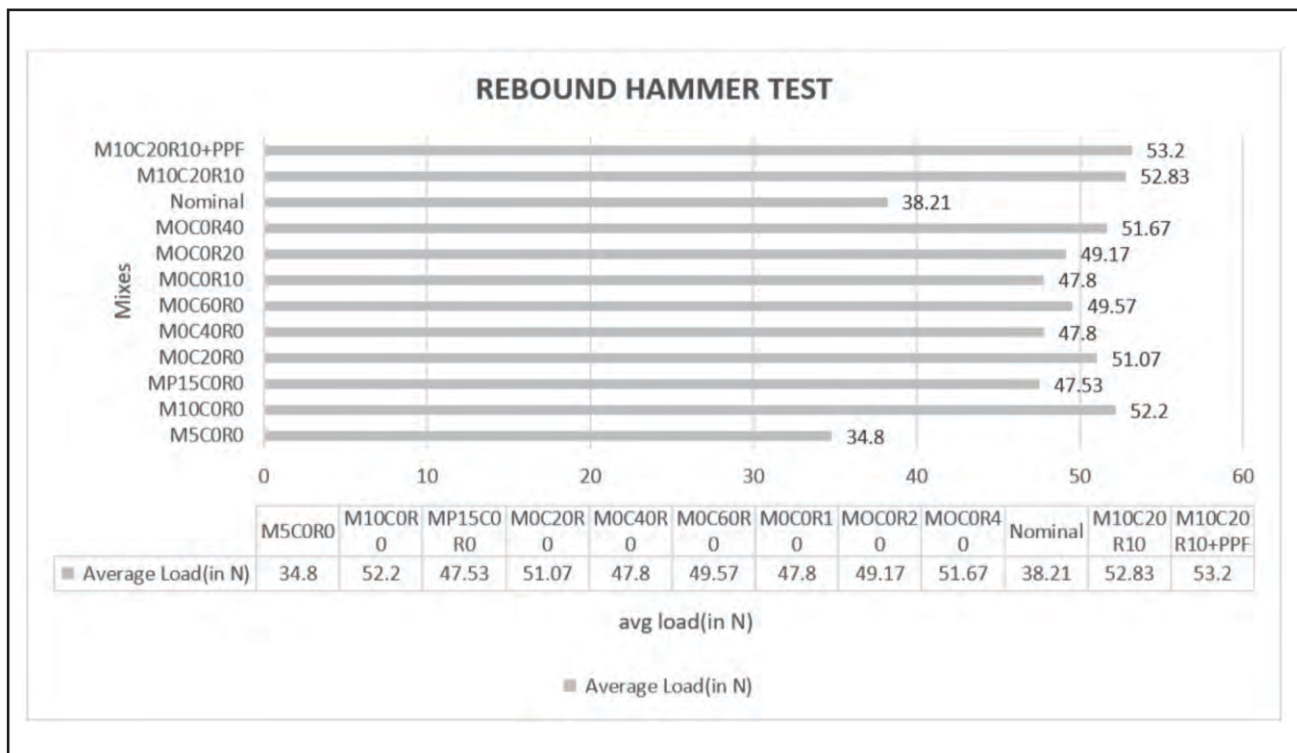 REBOUND HAMMER TEST
M10C20R10+PPF 53.2
M10C20R10 52.83
Nominal 38.21
MOC0R40 51.67
MOC0R20 49.17
M0C0R10 47.8
M0C60R0 49.57
M0C40R0 47.8
M0C20R0 51.07
MP15C0R0 47.53
M10C0R0 52.2
M5C0R0 34.8
Mixes
0 10 20 30 40 50 60
M5C0R0 M10C0R MP15C0 M0C20R M0C40R M0C60R M0C0R1 MOC0R2 MOC0R4 Nominal M10C20 M10C20
0 R0 0 0 0 0 0 0 R10 R10+PPF
Average Load(in N) 34.8 52.2 47.53 51.07 47.8 49.57 47.8 49.17 51.67 38.21 52.83 53.2
avg load(in N)
Average Load(in N)